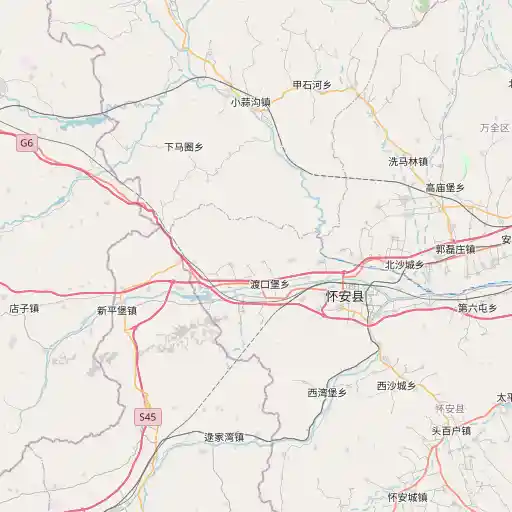 甲石河乡
小蒜沟镇
万全区
G6
下马圈乡
洗马林镇
高庙堡乡
郭磊庄镇
安
北沙城乡
渡口堡乡
怀安县
店子镇
新平堡镇
第六屯乡
西沙城乡
西湾堡乡
太平
怀安县
S45
头百户镇
逯家湾镇
怀安城镇